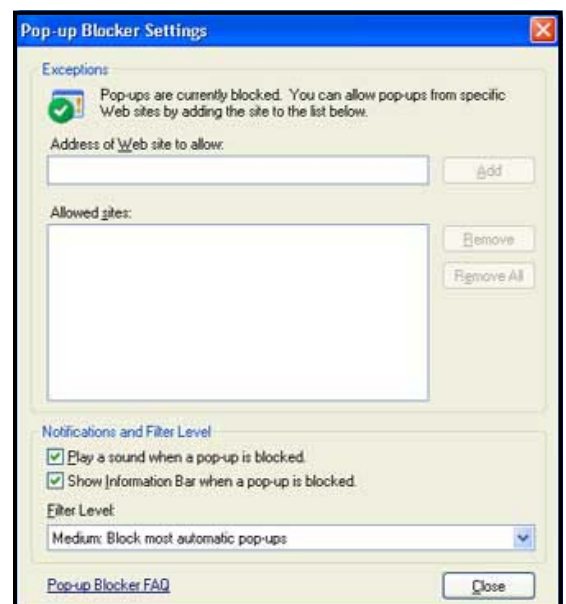 Pop-up Blocker Settings
Exceptions
Pop-ups are currently blocked. You can allow pop-ups from specific
Web sites by adding the site to the list below.
Address of Web site to allow:
Add
Allowed sites:
Remove
Remove All
Notifications and Filter Level
Play a sound when a pop-up is blocked.
Show Information Bar when a pop-up is blocked.
Filter Level:
Medium: Block most automatic pop-ups
Pop-up Blocker FAQ
Close